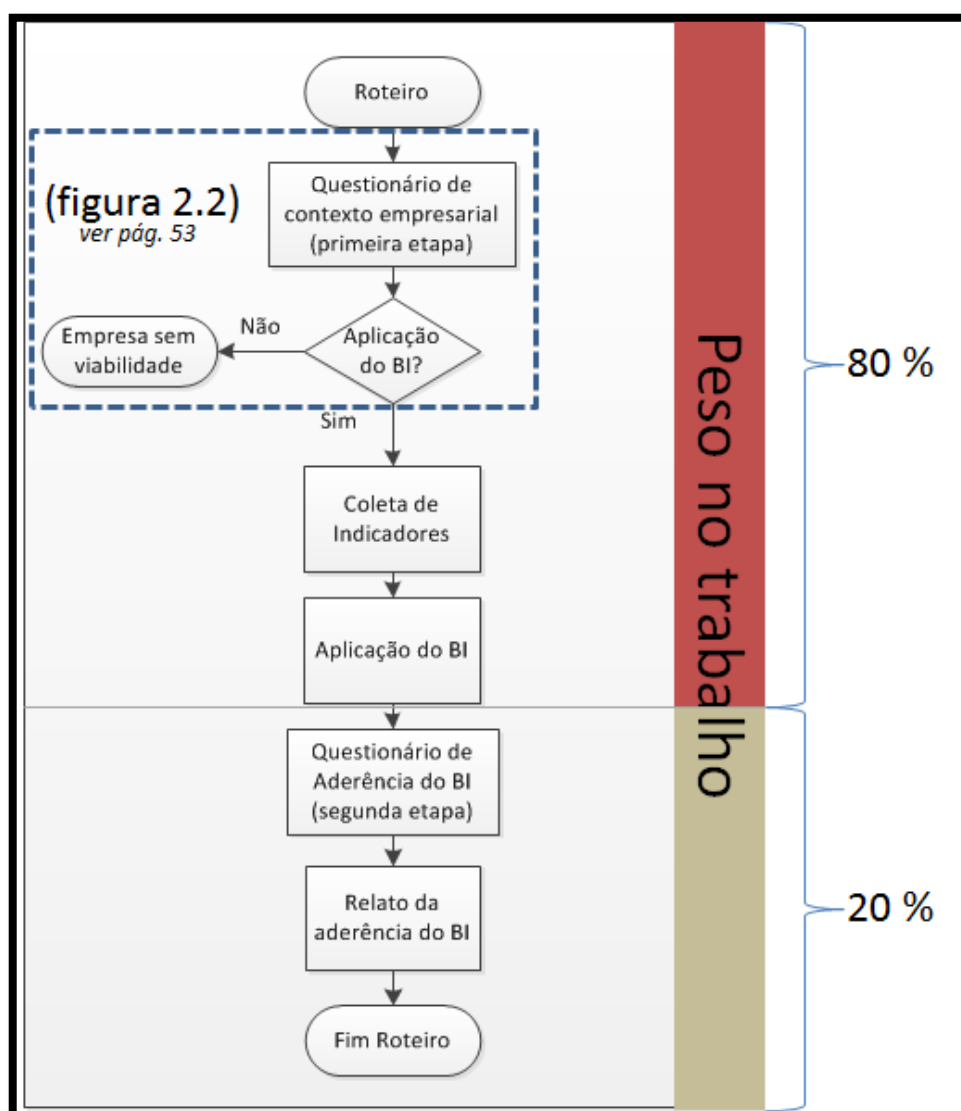 Roteiro
(figura 2.2)
ver pág. 53
Questionário de
contexto empresarial
(primeira etapa)
Empresa sem
viabilidade
Não
Aplicação
do BI?
Sim
Coleta de
Indicadores
Aplicação do BI
Questionário de
Aderência do BI
(segunda etapa)
Relato da
aderência do BI
Fim Roteiro
Peso no trabalho
80 %
20 %